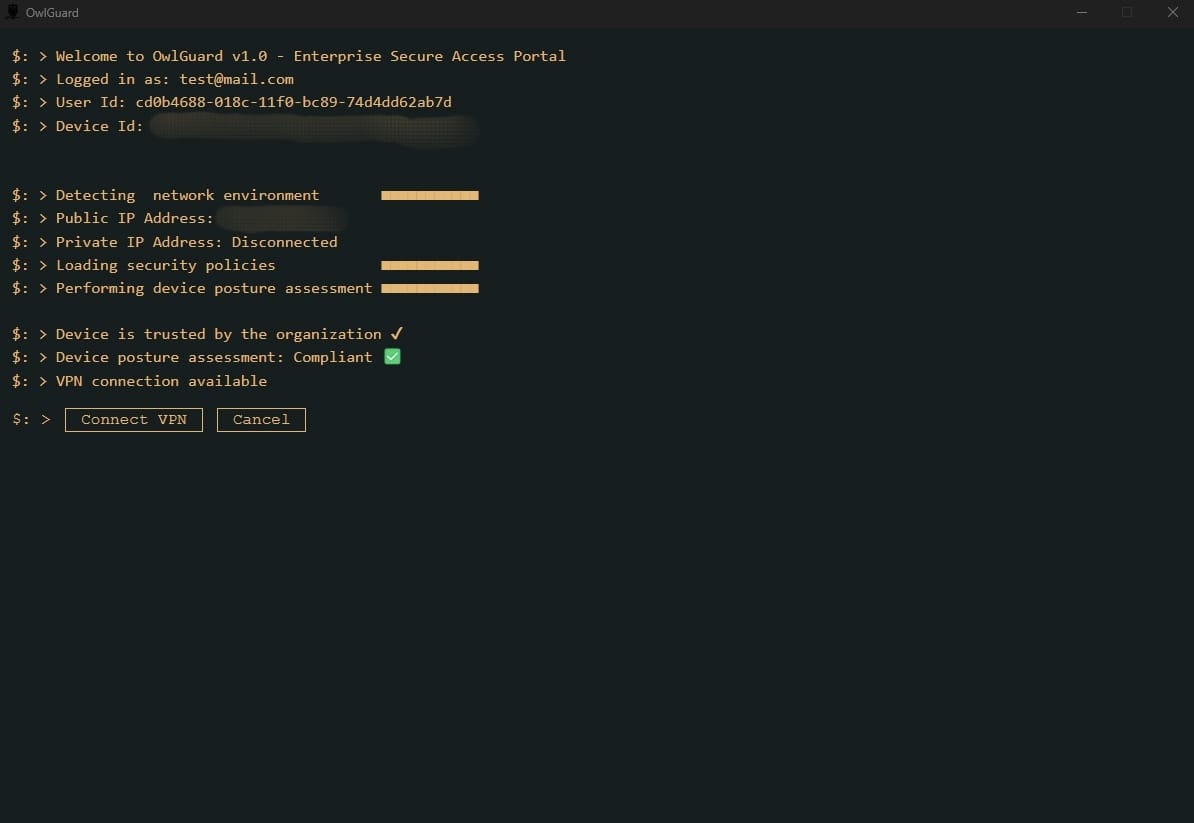 OwlGuard
$: > Welcome to OwlGuard v1.0 - Enterprise Secure Access Portal
$: > Logged in as: test@mail.com
$: > User Id: cd0b4688-018c-11f0-bc89-74d4dd62ab7d
$: > Device Id:
$: > Detecting  network environment
$: > Public IP Address:
$: > Private IP Address: Disconnected
$: > Loading security policies
$: > Performing device posture assessment
$: > Device is trusted by the organization ✓
$: > Device posture assessment: Compliant ✅
$: > VPN connection available
$: > Connect VPN Cancel